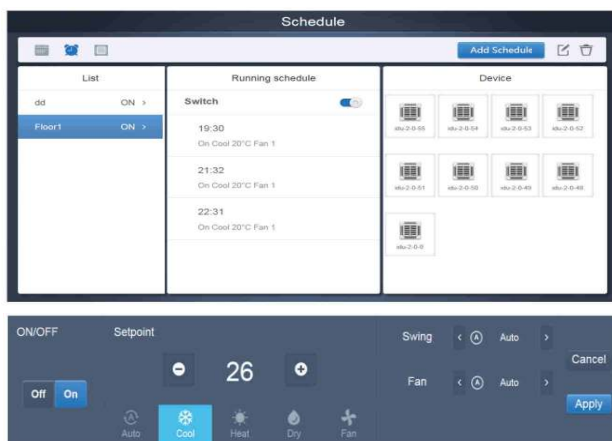 Schedule
Add Schedule
List
Running schedule
Device
dd ON >
Floor1 ON >
Switch
19:30
On Cool 20°C Fan 1
21:32
On Cool 20°C Fan 1
22:31
On Cool 20°C Fan 1
idu-2-0-55 idu-2-0-54 idu-2-0-53 idu-2-0-52
idu-2-0-51 idu-2-0-50 idu-2-0-49 idu-2-0-48
ON/OFF
Setpoint
Off On
26
Auto Cool Heat Dry Fan
Swing < A Auto >
Fan < A Auto >
Cancel
Apply